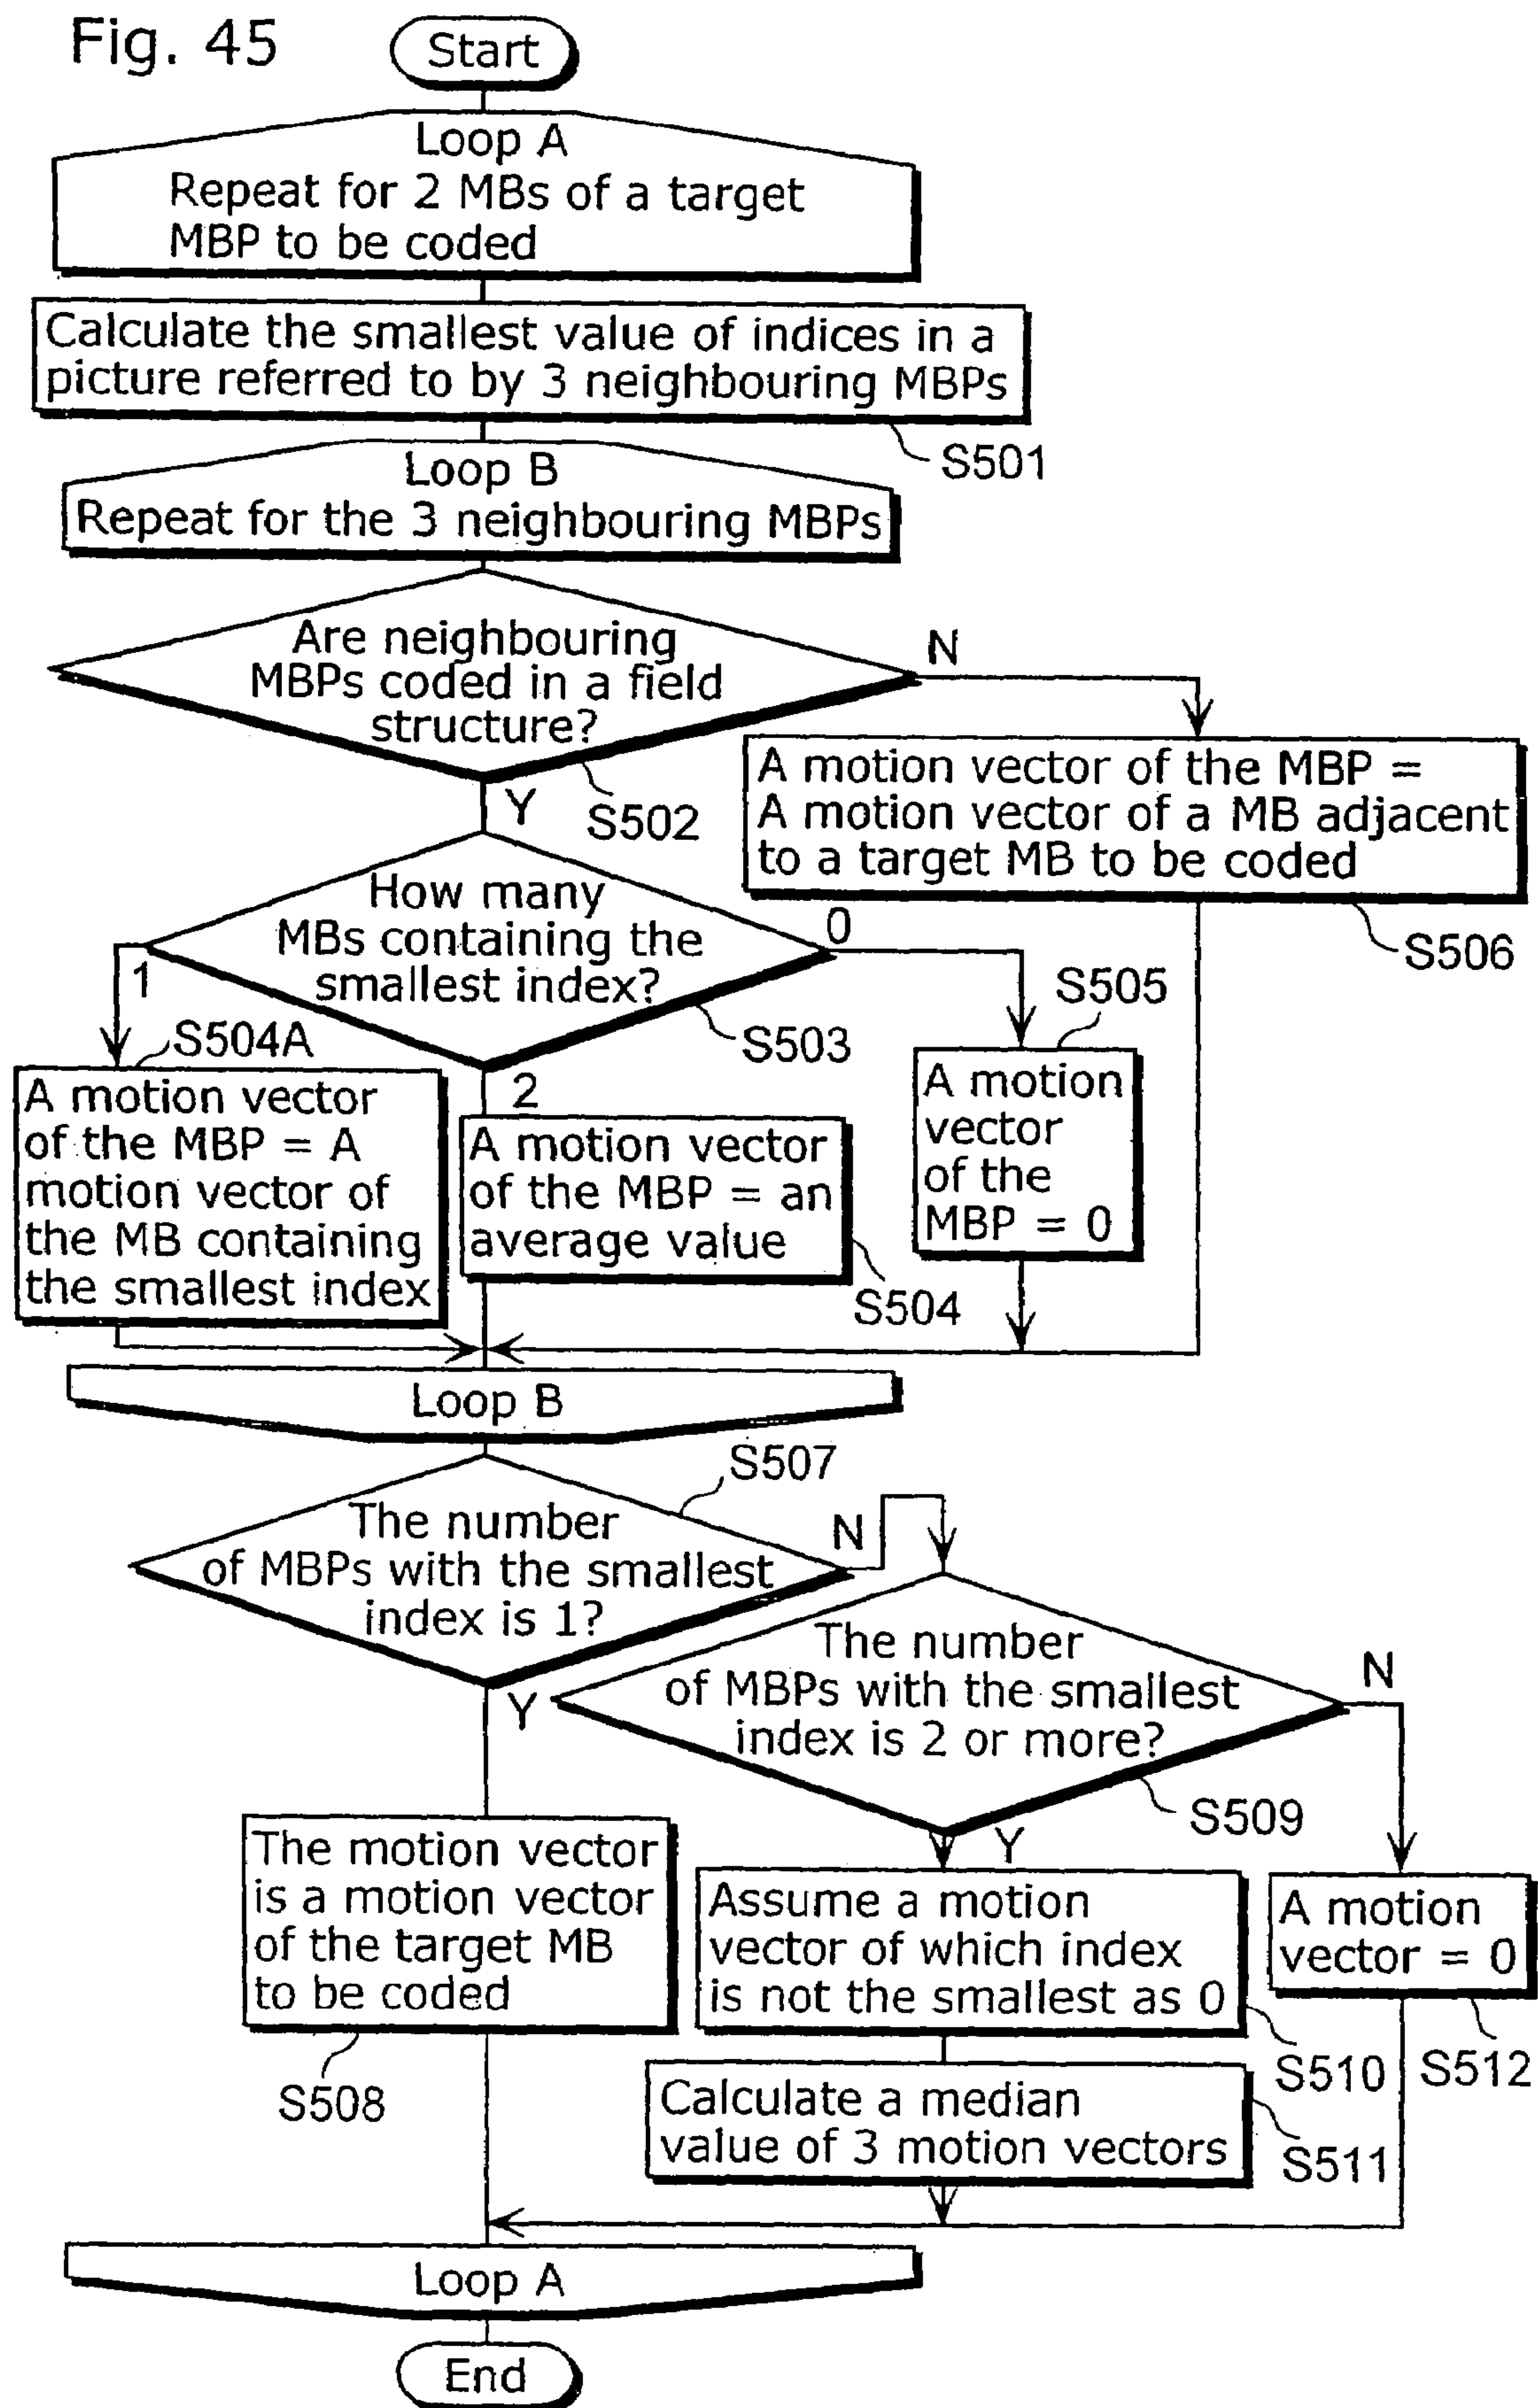 Fig. 45
Start
Loop A
Repeat for 2 MBs of a target
MBP to be coded
Calculate the smallest value of indices in a
picture referred to by 3 neighbouring MBPs
S501
Loop B
Repeat for the 3 neighbouring MBPs
Are neighbouring
MBPs coded in a field
structure?
N
Y
S502
A motion vector of the MBP =
A motion vector of a MB adjacent
to a target MB to be coded
S506
How many
MBs containing the
smallest index?
0
1
2
S503
S505
S504A
A motion vector
of the MBP = A
motion vector of
the MB containing
the smallest index
A motion vector
of the MBP = an
average value
S504
A motion
vector
of the
MBP = 0
Loop B
S507
The number
of MBPs with the smallest
index is 1?
N
Y
The number
of MBPs with the smallest
index is 2 or more?
N
Y
S509
The motion vector
is a motion vector
of the target MB
to be coded
S508
Assume a motion
vector of which index
is not the smallest as 0
S510
A motion
vector = 0
S512
Calculate a median
value of 3 motion vectors
S511
Loop A
End